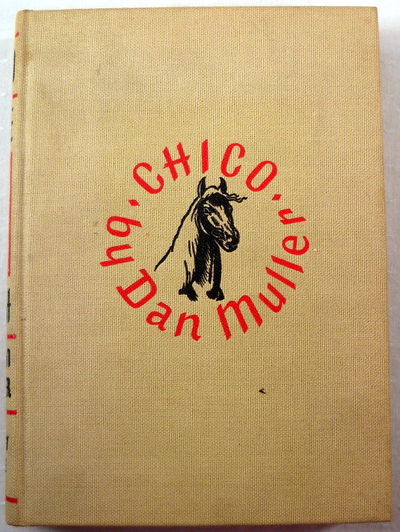 ·CHICO·
by
Dan Muller